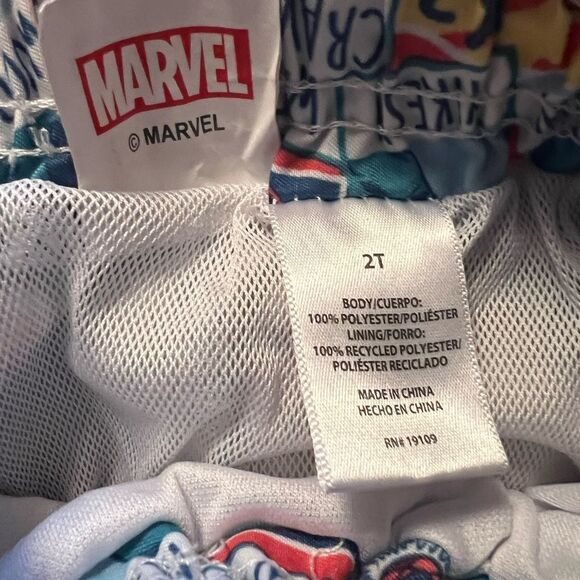 MARVEL
© MARVEL
2T
BODY/CUERPO:
100% POLYESTER/POLIÉSTER
LINING/FORRO:
100% RECYCLED POLYESTER/
POLIÉSTER RECICLADO
MADE IN CHINA
HECHO EN CHINA
RN# 19109